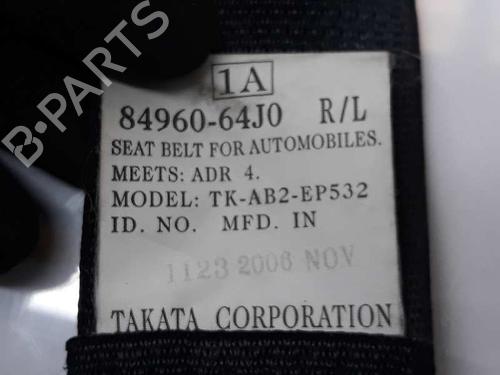 1A
84960-64J0 R/L
SEAT BELT FOR AUTOMOBILES.
MEETS: ADR 4.
MODEL: TK-AB2-EP532
ID. NO. MFD. IN
1123 2006 NOV
TAKATA CORPORATION
B-PARTS